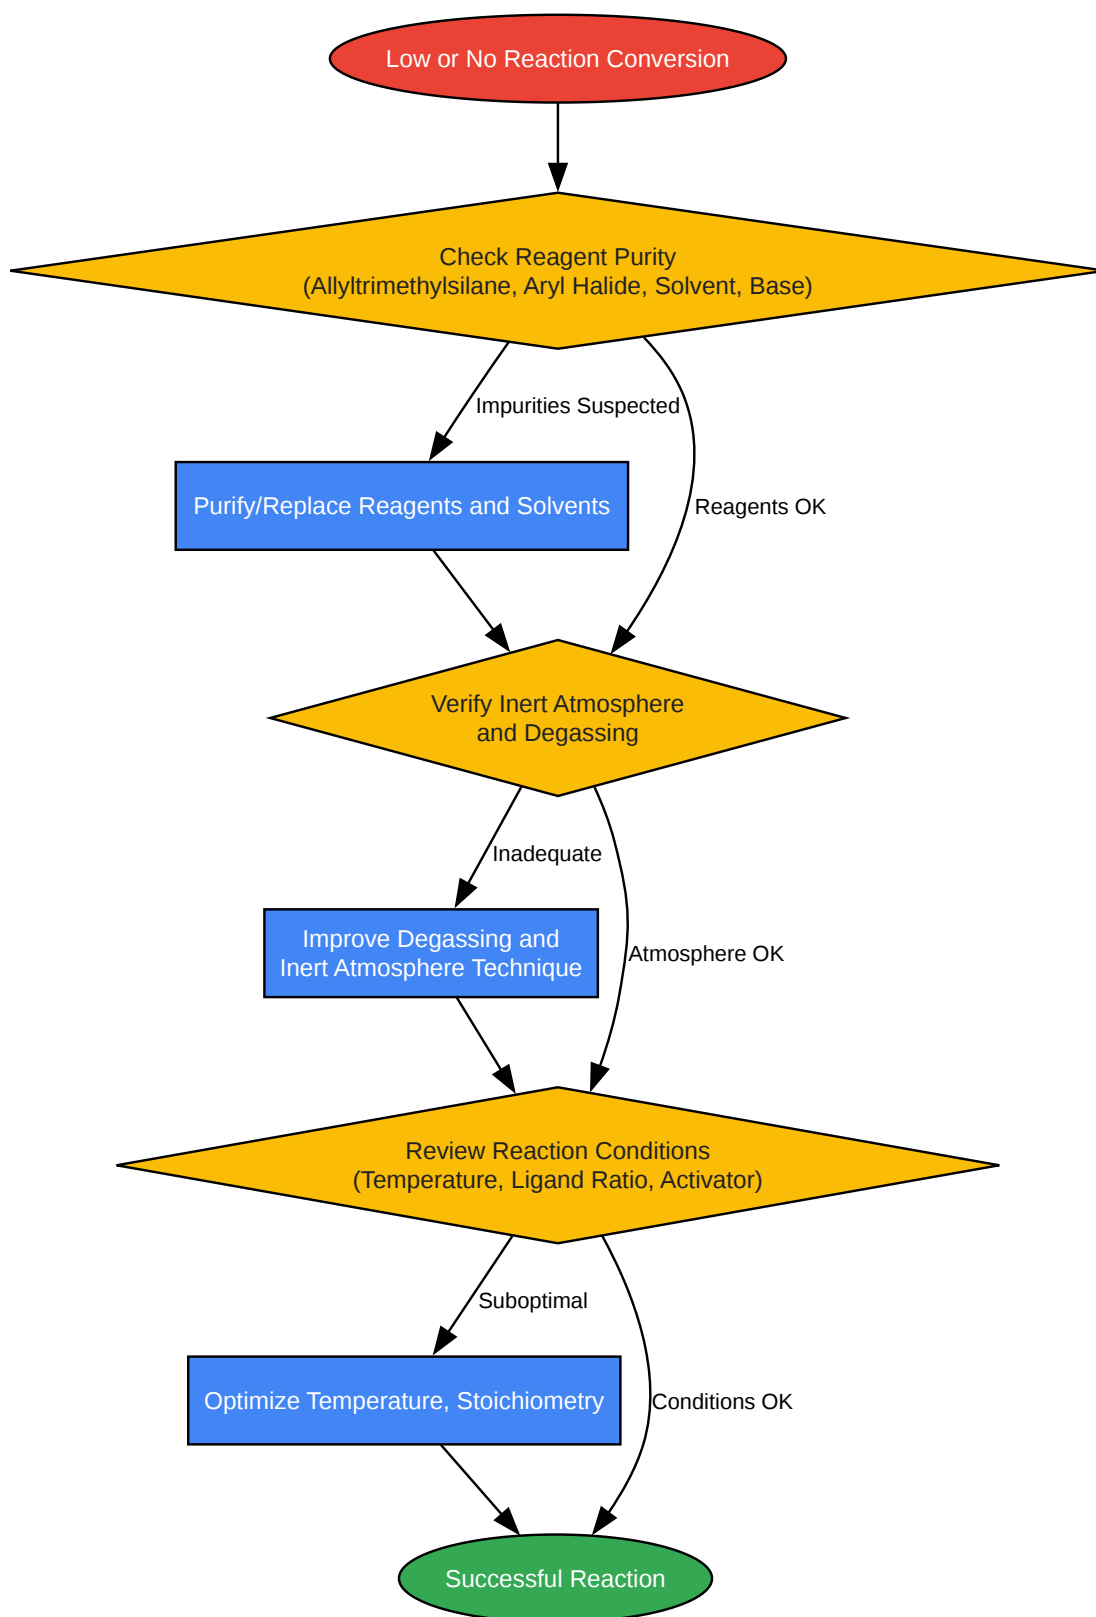 Low or No Reaction Conversion
Check Reagent Purity
(Allyltrimethylsilane, Aryl Halide, Solvent, Base)
Impurities Suspected
Purify/Replace Reagents and Solvents
Reagents OK
Verify Inert Atmosphere
and Degassing
Inadequate
Improve Degassing and
Inert Atmosphere Technique
Atmosphere OK
Review Reaction Conditions
(Temperature, Ligand Ratio, Activator)
Suboptimal
Optimize Temperature, Stoichiometry
Conditions OK
Successful Reaction